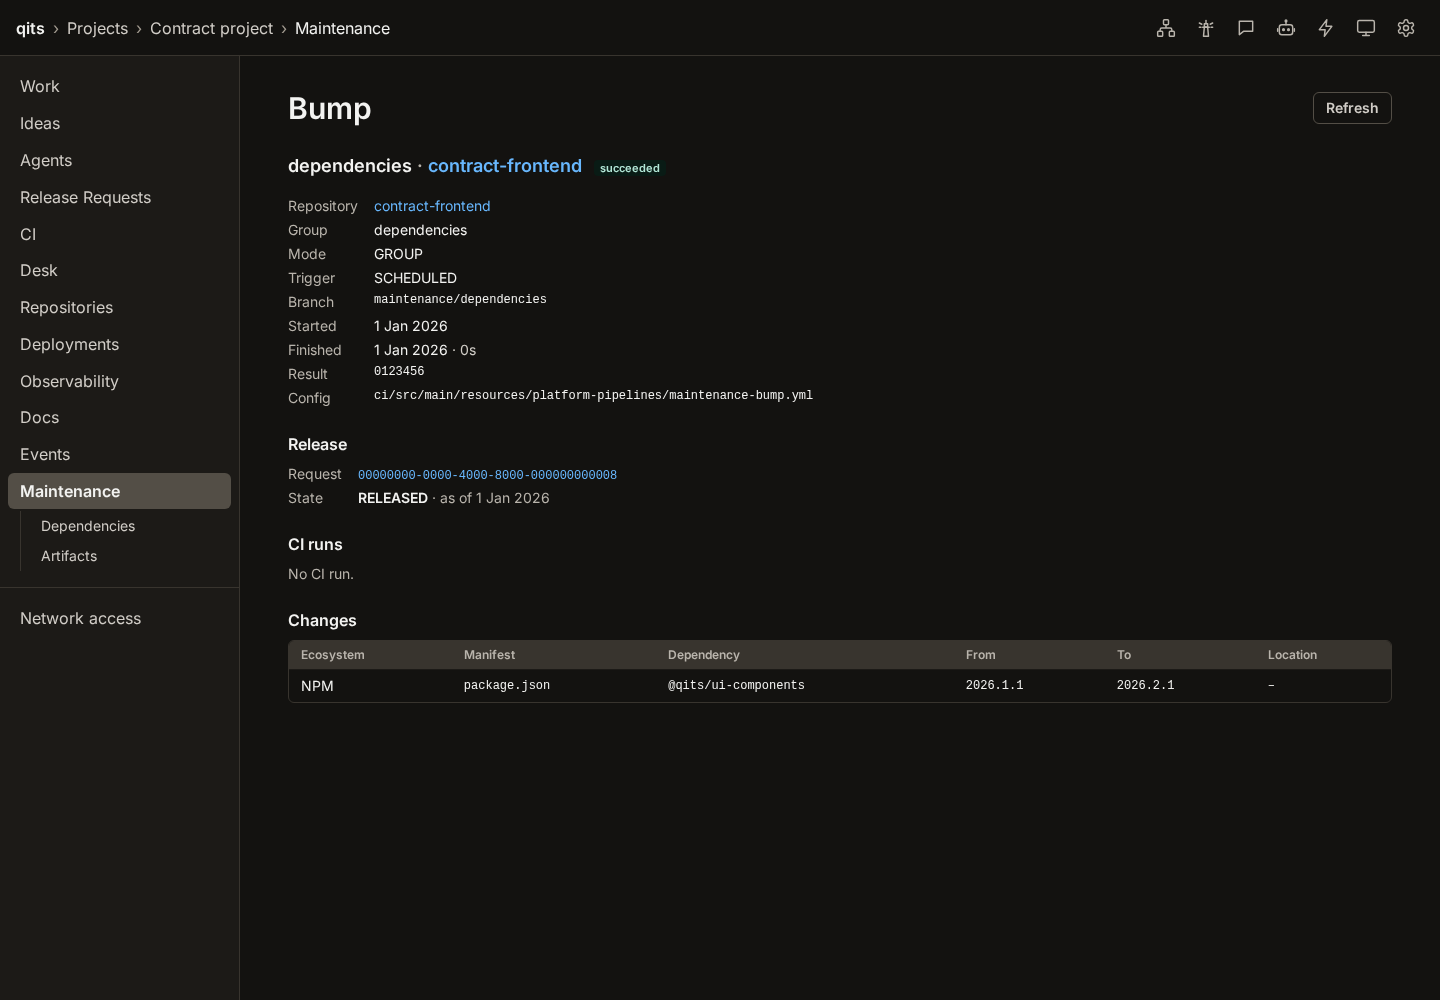 qits › Projects › Contract project › Maintenance
Work
Ideas
Agents
Release Requests
CI
Desk
Repositories
Deployments
Observability
Docs
Events
Maintenance
Dependencies
Artifacts
Network access
Bump
Refresh
dependencies · contract-frontend succeeded
Repository contract-frontend
Group dependencies
Mode GROUP
Trigger SCHEDULED
Branch maintenance/dependencies
Started 1 Jan 2026
Finished 1 Jan 2026 · 0s
Result 0123456
Config ci/src/main/resources/platform-pipelines/maintenance-bump.yml
Release
Request 00000000-0000-4000-8000-000000000008
State RELEASED · as of 1 Jan 2026
CI runs
No CI run.
Changes
Ecosystem Manifest Dependency From To Location
NPM package.json @qits/ui-components 2026.1.1 2026.2.1 –